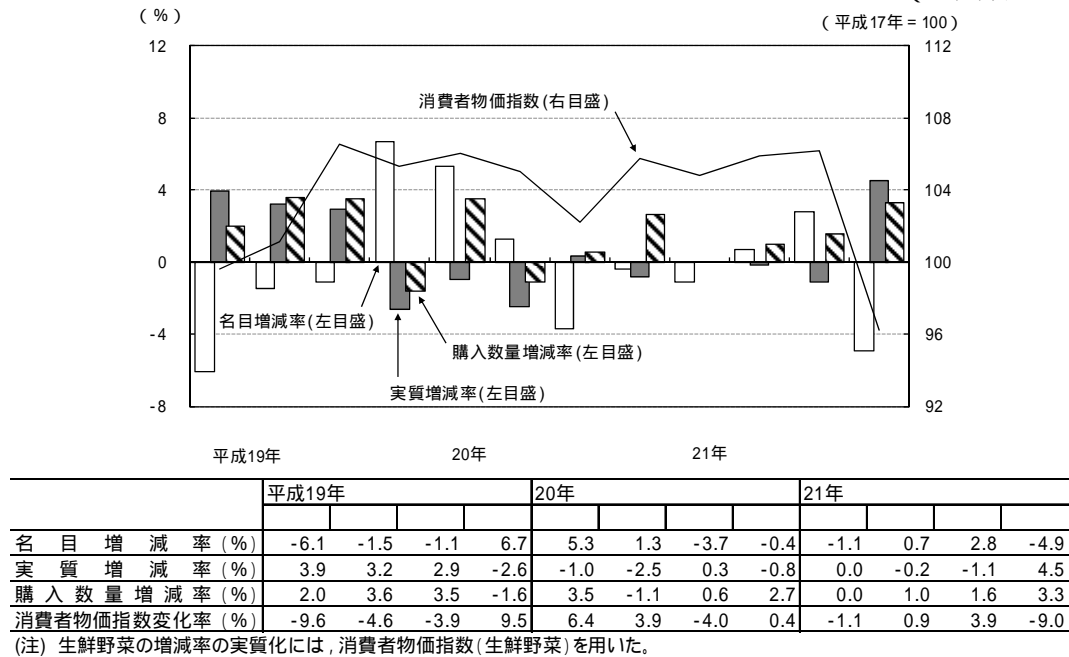 (%)
(平成17年=100)
12
8
4
0
-4
-8
112
108
104
100
96
92
消費者物価指数(右目盛)
名目増減率(左目盛)
購入数量増減率(左目盛)
実質増減率(左目盛)
平成19年 20年 21年
平成19年 20年 21年
名目増減率(%) -6.1 -1.5 -1.1 6.7 5.3 1.3 -3.7 -0.4 -1.1 0.7 2.8 -4.9
実質増減率(%) 3.9 3.2 2.9 -2.6 -1.0 -2.5 0.3 -0.8 0.0 -0.2 -1.1 4.5
購入数量増減率(%) 2.0 3.6 3.5 -1.6 3.5 -1.1 0.6 2.7 0.0 1.0 1.6 3.3
消費者物価指数変化率(%) -9.6 -4.6 -3.9 9.5 6.4 3.9 -4.0 0.4 -1.1 0.9 3.9 -9.0
(注) 生鮮野菜の増減率の実質化には,消費者物価指数(生鮮野菜)を用いた。